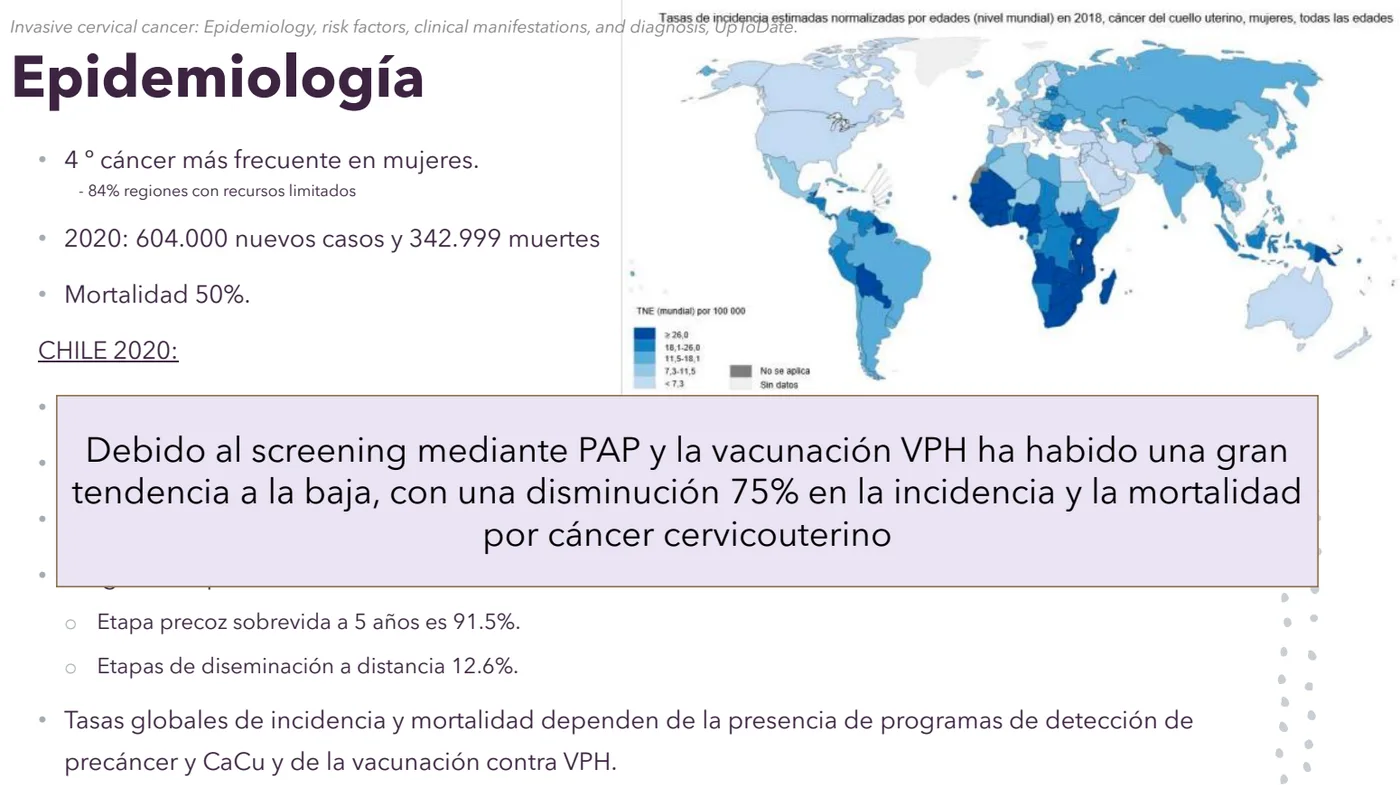 Invasive cervical cancer: Epidemiology, risk factors, clinical manifestations, and diagnosis, UpToDate.
Tasas de incidencia estimadas normalizadas por edades (nivel mundial) en 2018, cáncer del cuello uterino, mujeres, todas las edades
Epidemiología
• 4 º cáncer más frecuente en mujeres.
- 84% regiones con recursos limitados
• 2020: 604.000 nuevos casos y 342.999 muertes
• Mortalidad 50%.
CHILE 2020:
TNE (mundial) por 100 000
≥ 26,0
18,1-26,0
11,5-18,1
7,3-11,5
< 7,3
No se aplica
Sin datos
Debido al screening mediante PAP y la vacunación VPH ha habido una gran
tendencia a la baja, con una disminución 75% en la incidencia y la mortalidad
por cáncer cervicouterino
o Etapa precoz sobrevida a 5 años es 91.5%.
o Etapas de diseminación a distancia 12.6%.
• Tasas globales de incidencia y mortalidad dependen de la presencia de programas de detección de
precáncer y CaCu y de la vacunación contra VPH.